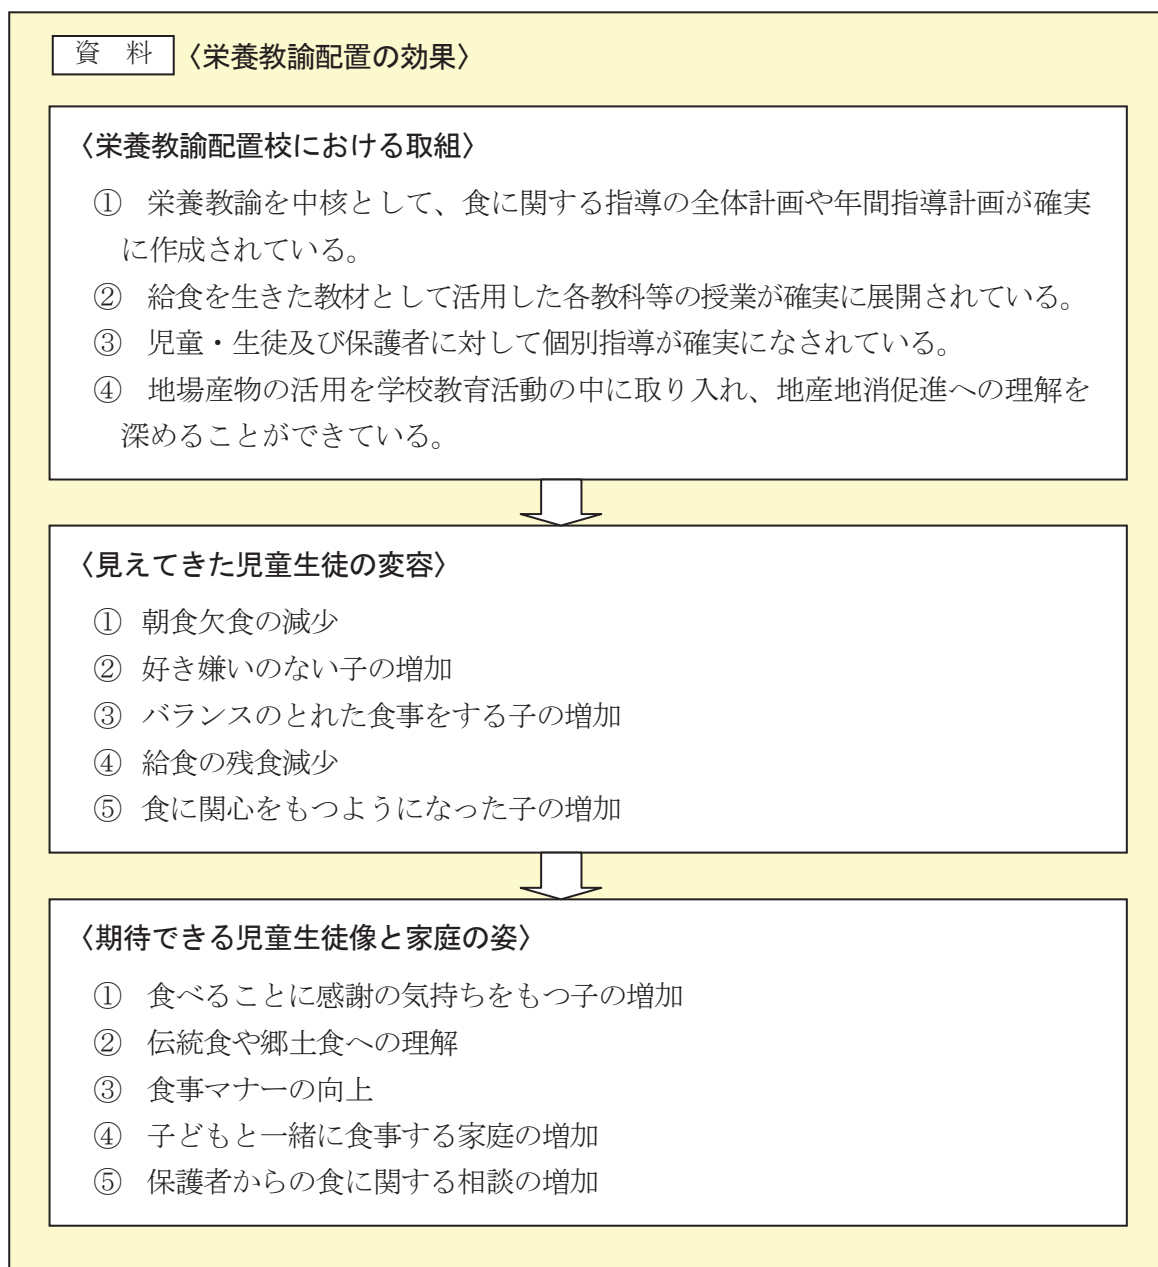 資　料 〈栄養教諭配置の効果〉
〈栄養教諭配置校における取組〉
① 栄養教諭を中核として、食に関する指導の全体計画や年間指導計画が確実
に作成されている。
② 給食を生きた教材として活用した各教科等の授業が確実に展開されている。
③ 児童・生徒及び保護者に対して個別指導が確実になされている。
④ 地場産物の活用を学校教育活動の中に取り入れ、地産地消促進への理解を
深めることができている。
〈見えてきた児童生徒の変容〉
① 朝食欠食の減少
② 好き嫌いのない子の増加
③ バランスのとれた食事をする子の増加
④ 給食の残食減少
⑤ 食に関心をもつようになった子の増加
〈期待できる児童生徒像と家庭の姿〉
① 食べることに感謝の気持ちをもつ子の増加
② 伝統食や郷土食への理解
③ 食事マナーの向上
④ 子どもと一緒に食事する家庭の増加
⑤ 保護者からの食に関する相談の増加